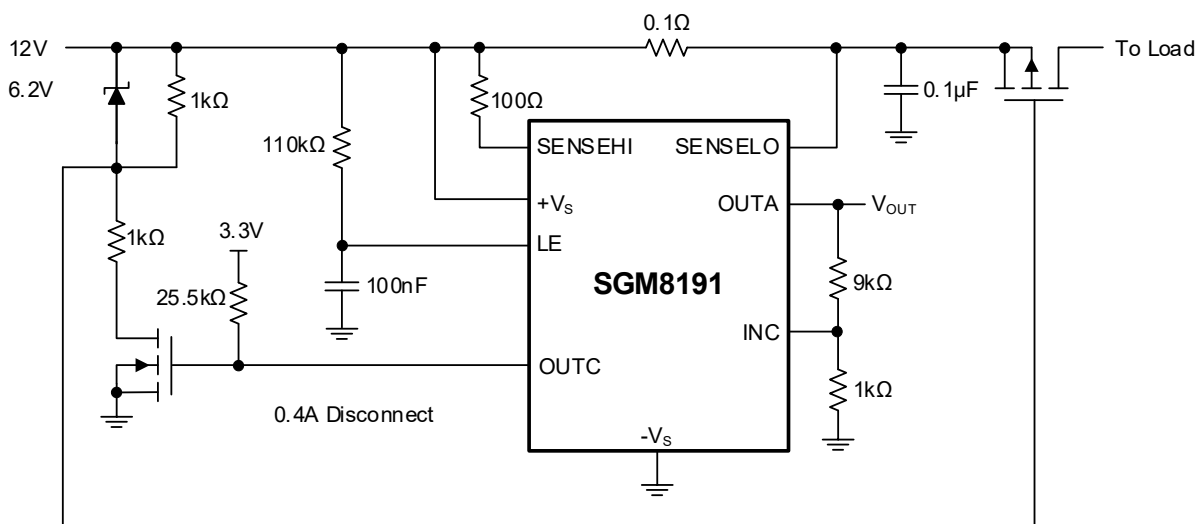 0.1Ω
12V
To Load
6.2V
1kΩ
100Ω
0.1µF
110kΩ
SENSEHI
SENSELO
+VS
OUTA
VOUT
1kΩ
3.3V
LE
25.5kΩ
100nF
SGM8191
9kΩ
INC
OUTC
1kΩ
0.4A Disconnect
-VS